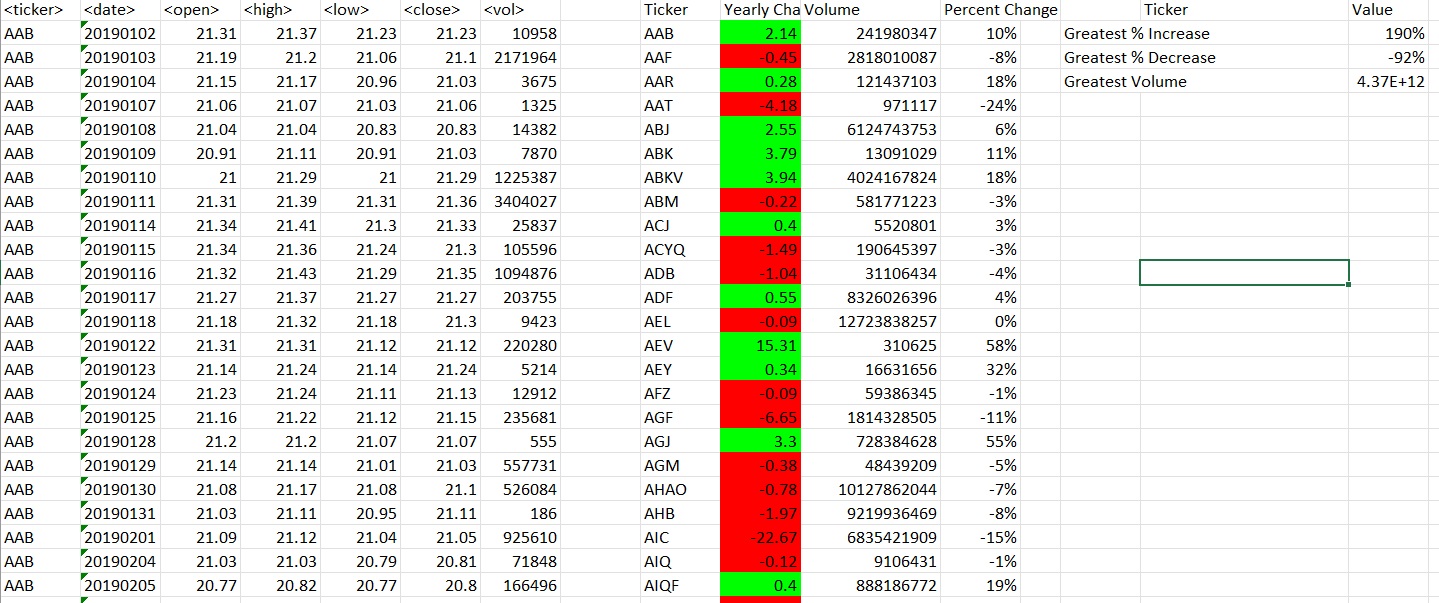 <ticker> <date> <open> <high> <low> <close> <vol> Ticker Yearly Cha Volume Percent Change Ticker Value
AAB 20190102 21.31 21.37 21.23 21.23 10958 AAB 2.14 241980347 10% Greatest % Increase 190%
AAB 20190103 21.19 21.2 21.06 21.1 2171964 AAF -0.45 2818010087 -8% Greatest % Decrease -92%
AAB 20190104 21.15 21.17 20.96 21.03 3675 AAR 0.28 121437103 18% Greatest Volume 4.37E+12
AAB 20190107 21.06 21.07 21.03 21.06 1325 AAT -4.18 971117 -24%
AAB 20190108 21.04 21.04 20.83 20.83 14382 ABJ 2.55 6124743753 6%
AAB 20190109 20.91 21.11 20.91 21.03 7870 ABK 3.79 13091029 11%
AAB 20190110 21 21.29 21 21.29 1225387 ABKV 3.94 4024167824 18%
AAB 20190111 21.31 21.39 21.31 21.36 3404027 ABM -0.22 581771223 -3%
AAB 20190114 21.34 21.41 21.3 21.33 25837 ACJ 0.4 5520801 3%
AAB 20190115 21.34 21.36 21.24 21.3 105596 ACYQ -1.49 190645397 -3%
AAB 20190116 21.32 21.43 21.29 21.35 1094876 ADB -1.04 31106434 -4%
AAB 20190117 21.27 21.37 21.27 21.27 203755 ADF 0.55 8326026396 4%
AAB 20190118 21.18 21.32 21.18 21.3 9423 AEL -0.09 12723838257 0%
AAB 20190122 21.31 21.31 21.12 21.12 220280 AEV 15.31 310625 58%
AAB 20190123 21.14 21.24 21.14 21.24 5214 AEY 0.34 16631656 32%
AAB 20190124 21.23 21.24 21.11 21.13 12912 AFZ -0.09 59386345 -1%
AAB 20190125 21.16 21.22 21.12 21.15 235681 AGF -6.65 1814328505 -11%
AAB 20190128 21.2 21.2 21.07 21.07 555 AGJ 3.3 728384628 55%
AAB 20190129 21.14 21.14 21.01 21.03 557731 AGM -0.38 48439209 -5%
AAB 20190130 21.08 21.17 21.08 21.1 526084 AHAO -0.78 10127862044 -7%
AAB 20190131 21.03 21.11 20.95 21.11 186 AHB -1.97 9219936469 -8%
AAB 20190201 21.09 21.12 21.04 21.05 925610 AIC -22.67 6835421909 -15%
AAB 20190204 21.03 21.03 20.79 20.81 71848 AIQ -0.12 9106431 -1%
AAB 20190205 20.77 20.82 20.77 20.8 166496 AIQF 0.4 888186772 19%